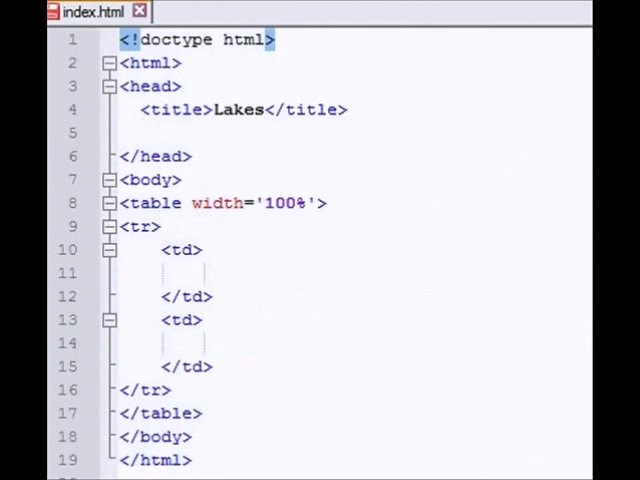 index.html
1 <!doctype html>
2 <html>
3 <head>
4 <title>Lakes</title>
5
6 </head>
7 <body>
8 <table width='100%'>
9 <tr>
10 <td>
11
12 </td>
13 <td>
14
15 </td>
16 </tr>
17 </table>
18 </body>
19 </html>